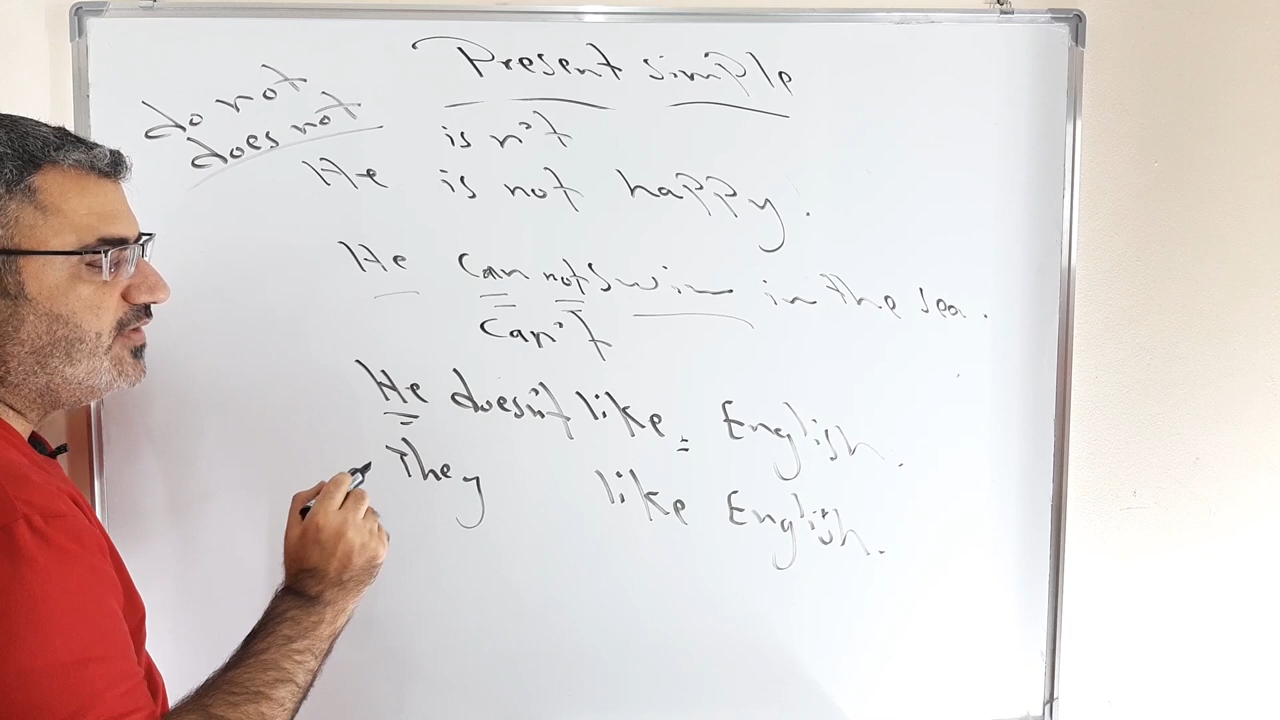 Present simple
do not
does not
isn't
He is not happy.
He can not swim in the sea.
can't
He doesn't like English.
They like English.